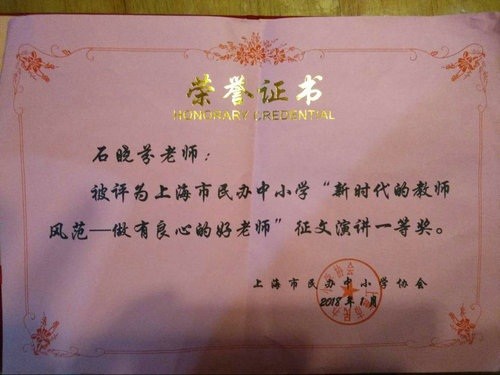 荣誉证书
HONORARY CREDENTIAL
石晓芬老师：
被评为上海市民办中小学“新时代的教师
风范—做有良心的好老师”征文演讲一等奖。
上海市民办中小学协会
2018年1月